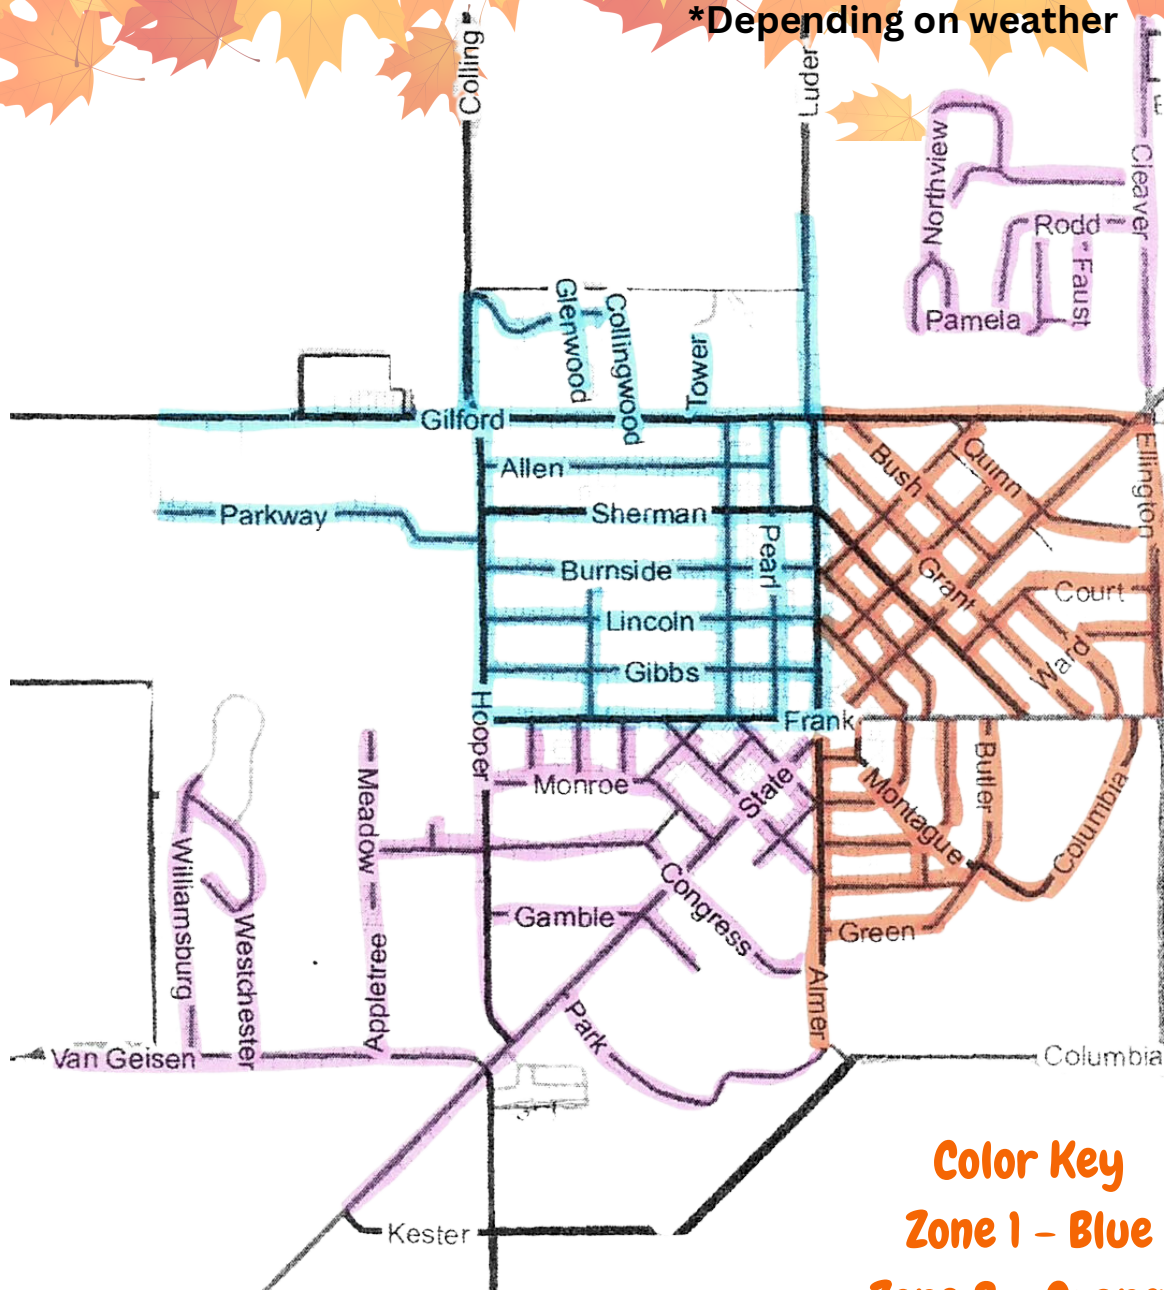 *Depending on weather
Colling
Luder
Cleaver
Northview
Rodd
Faust
Pamela
Glenwood
Collingwood
Tower
Gilford
Allen
Bush
Quinn
Ellington
Parkway
Sherman
Pearl
Burnside
Grant
Court
Lincoln
Ward
Gibbs
Hooper
Frank
Monroe
State
Butler
Montague
Columbia
Meadow
Williamsburg
Congress
Gamble
Green
Westchester
Appletree
Almer
Park
Van Geisen
Columbia
Kester
Color Key
Zone 1 - Blue